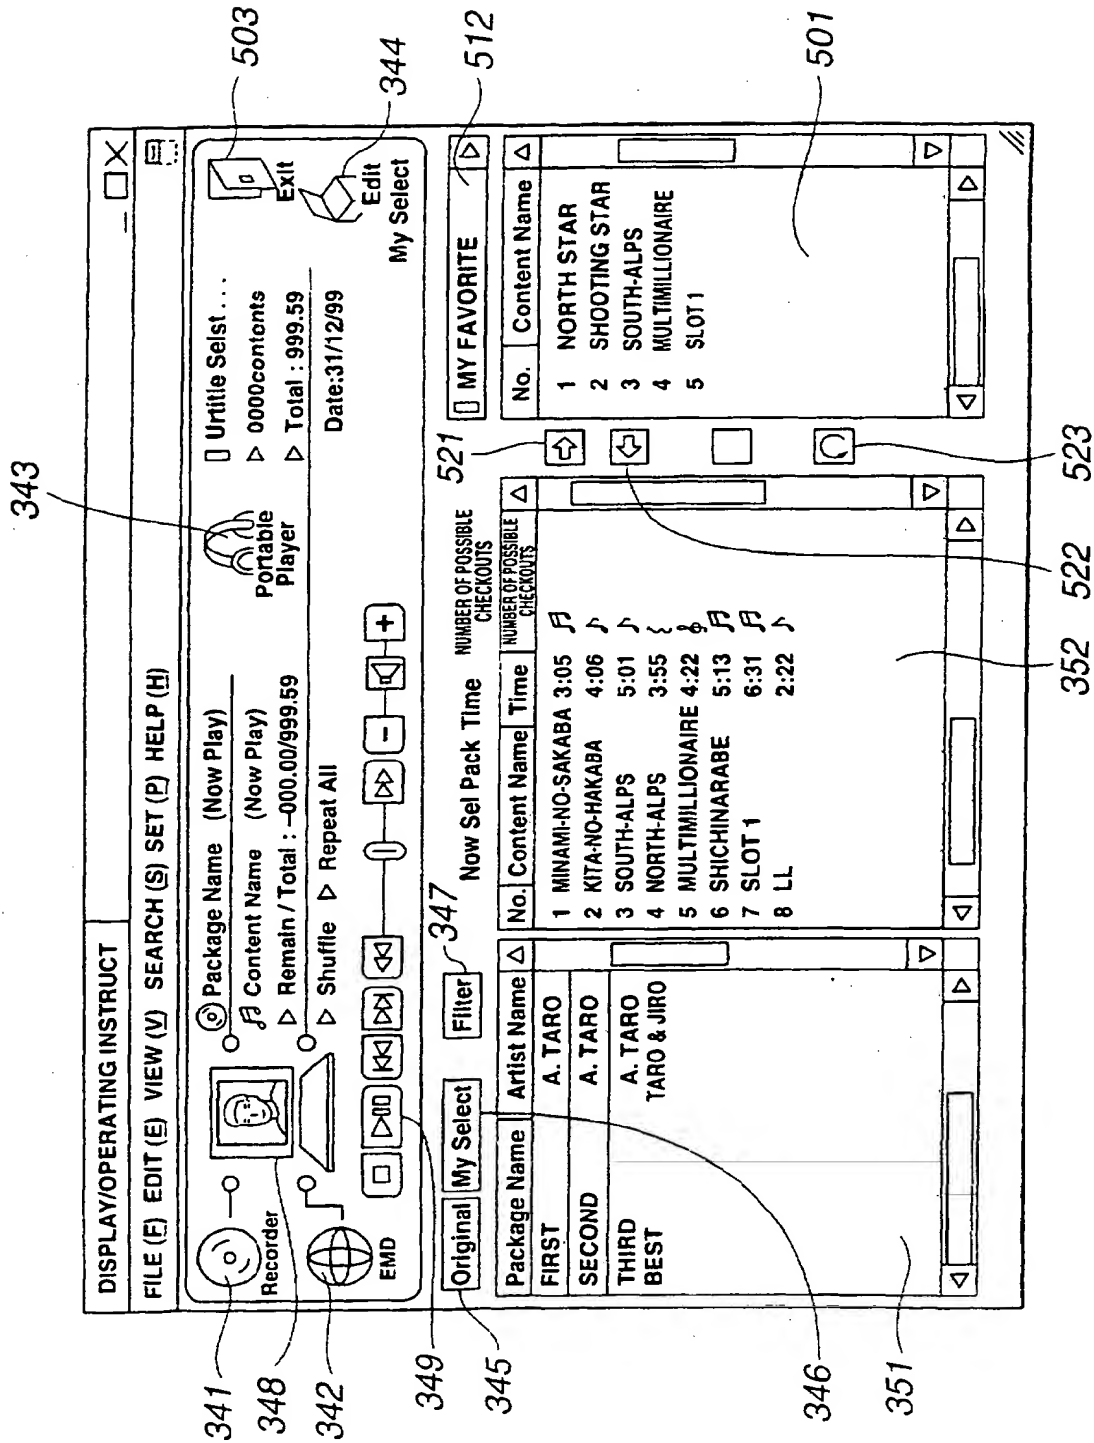 DISPLAY/OPERATING INSTRUCT
FILE (F) EDIT (E) VIEW (V) SEARCH (S) SET (P) HELP (H)
341
Recorder
348
342
EMD
349
Package Name (Now Play)
Content Name (Now Play)
▷ Remain / Total : –000.00/999.59
▷ Shuffle ▷ Repeat All
– +
343
Portable
Player
Urtitle Selst...
▷ 0000contonts
▷ Total : 999.59
Date:31/12/99
Exit
503
Edit
My Select
344
345
Original
My Select
346
Filter
347
Now Sel Pack Time
NUMBER OF POSSIBLE
CHECKOUTS
521
MY FAVORITE
512
Package Name Artist Name
FIRST A. TARO
SECOND A. TARO
THIRD A. TARO
BEST TARO & JIRO
351
No. Content Name Time NUMBER OF POSSIBLE
CHECKOUTS
1 MINAMI-NO-SAKABA 3:05
2 KITA-NO-HAKABA 4:06
3 SOUTH-ALPS 5:01
4 NORTH-ALPS 3:55
5 MULTIMILLIONAIRE 4:22
6 SHICHINARABE 5:13
7 SLOT 1 6:31
8 LL 2:22
352
522
523
No. Content Name
1 NORTH STAR
2 SHOOTING STAR
3 SOUTH-ALPS
4 MULTIMILLIONAIRE
5 SLOT 1
501